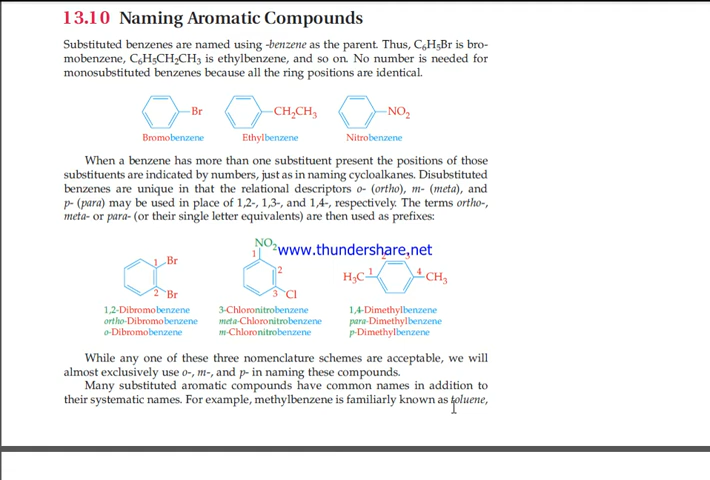 13.10 Naming Aromatic Compounds
Substituted benzenes are named using -benzene as the parent. Thus, C6H5Br is bro-
mobenzene, C6H5CH2CH3 is ethylbenzene, and so on. No number is needed for
monosubstituted benzenes because all the ring positions are identical.
Br CH2CH3 NO2
Bromobenzene Ethylbenzene Nitrobenzene
When a benzene has more than one substituent present the positions of those
substituents are indicated by numbers, just as in naming cycloalkanes. Disubstituted
benzenes are unique in that the relational descriptors o- (ortho), m- (meta), and
p- (para) may be used in place of 1,2-, 1,3-, and 1,4-, respectively. The terms ortho-,
meta- or para- (or their single letter equivalents) are then used as prefixes:
NO2
www.thundershare.net
1 Br 1 2 2 3
H3C 1 4 CH3
2 Br 3 Cl
1,2-Dibromobenzene 3-Chloronitrobenzene 1,4-Dimethylbenzene
ortho-Dibromobenzene meta-Chloronitrobenzene para-Dimethylbenzene
o-Dibromobenzene m-Chloronitrobenzene p-Dimethylbenzene
While any one of these three nomenclature schemes are acceptable, we will
almost exclusively use o-, m-, and p- in naming these compounds.
Many substituted aromatic compounds have common names in addition to
their systematic names. For example, methylbenzene is familiarly known as toluene,